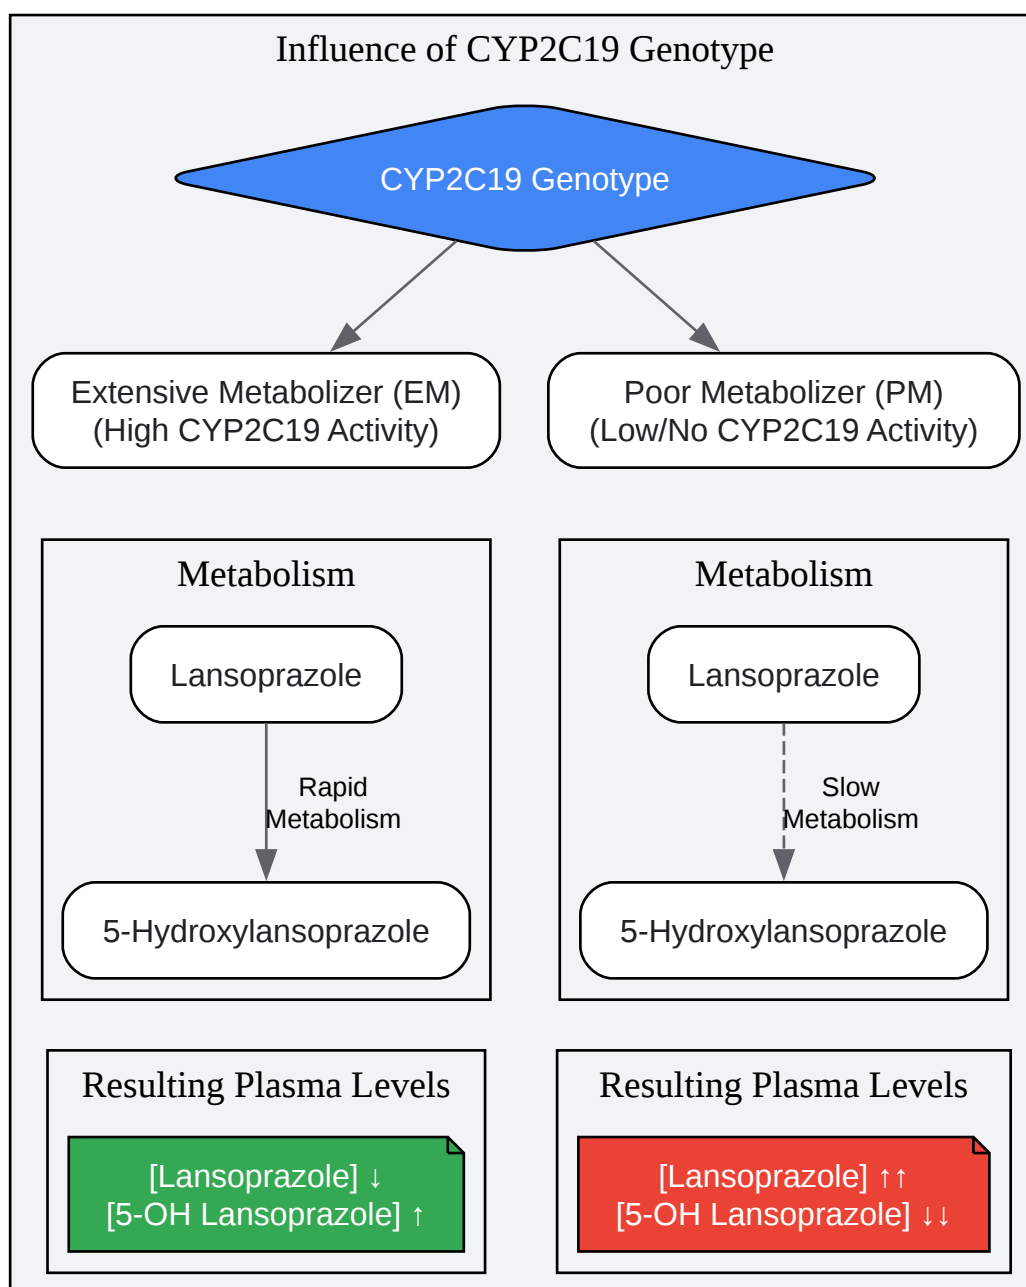 Influence of CYP2C19 Genotype
CYP2C19 Genotype
Extensive Metabolizer (EM)
(High CYP2C19 Activity)
Poor Metabolizer (PM)
(Low/No CYP2C19 Activity)
Metabolism
Lansoprazole
Rapid
Metabolism
5-Hydroxylansoprazole
Metabolism
Lansoprazole
Slow
Metabolism
5-Hydroxylansoprazole
Resulting Plasma Levels
[Lansoprazole] ↓
[5-OH Lansoprazole] ↑
Resulting Plasma Levels
[Lansoprazole] ↑↑
[5-OH Lansoprazole] ↓↓